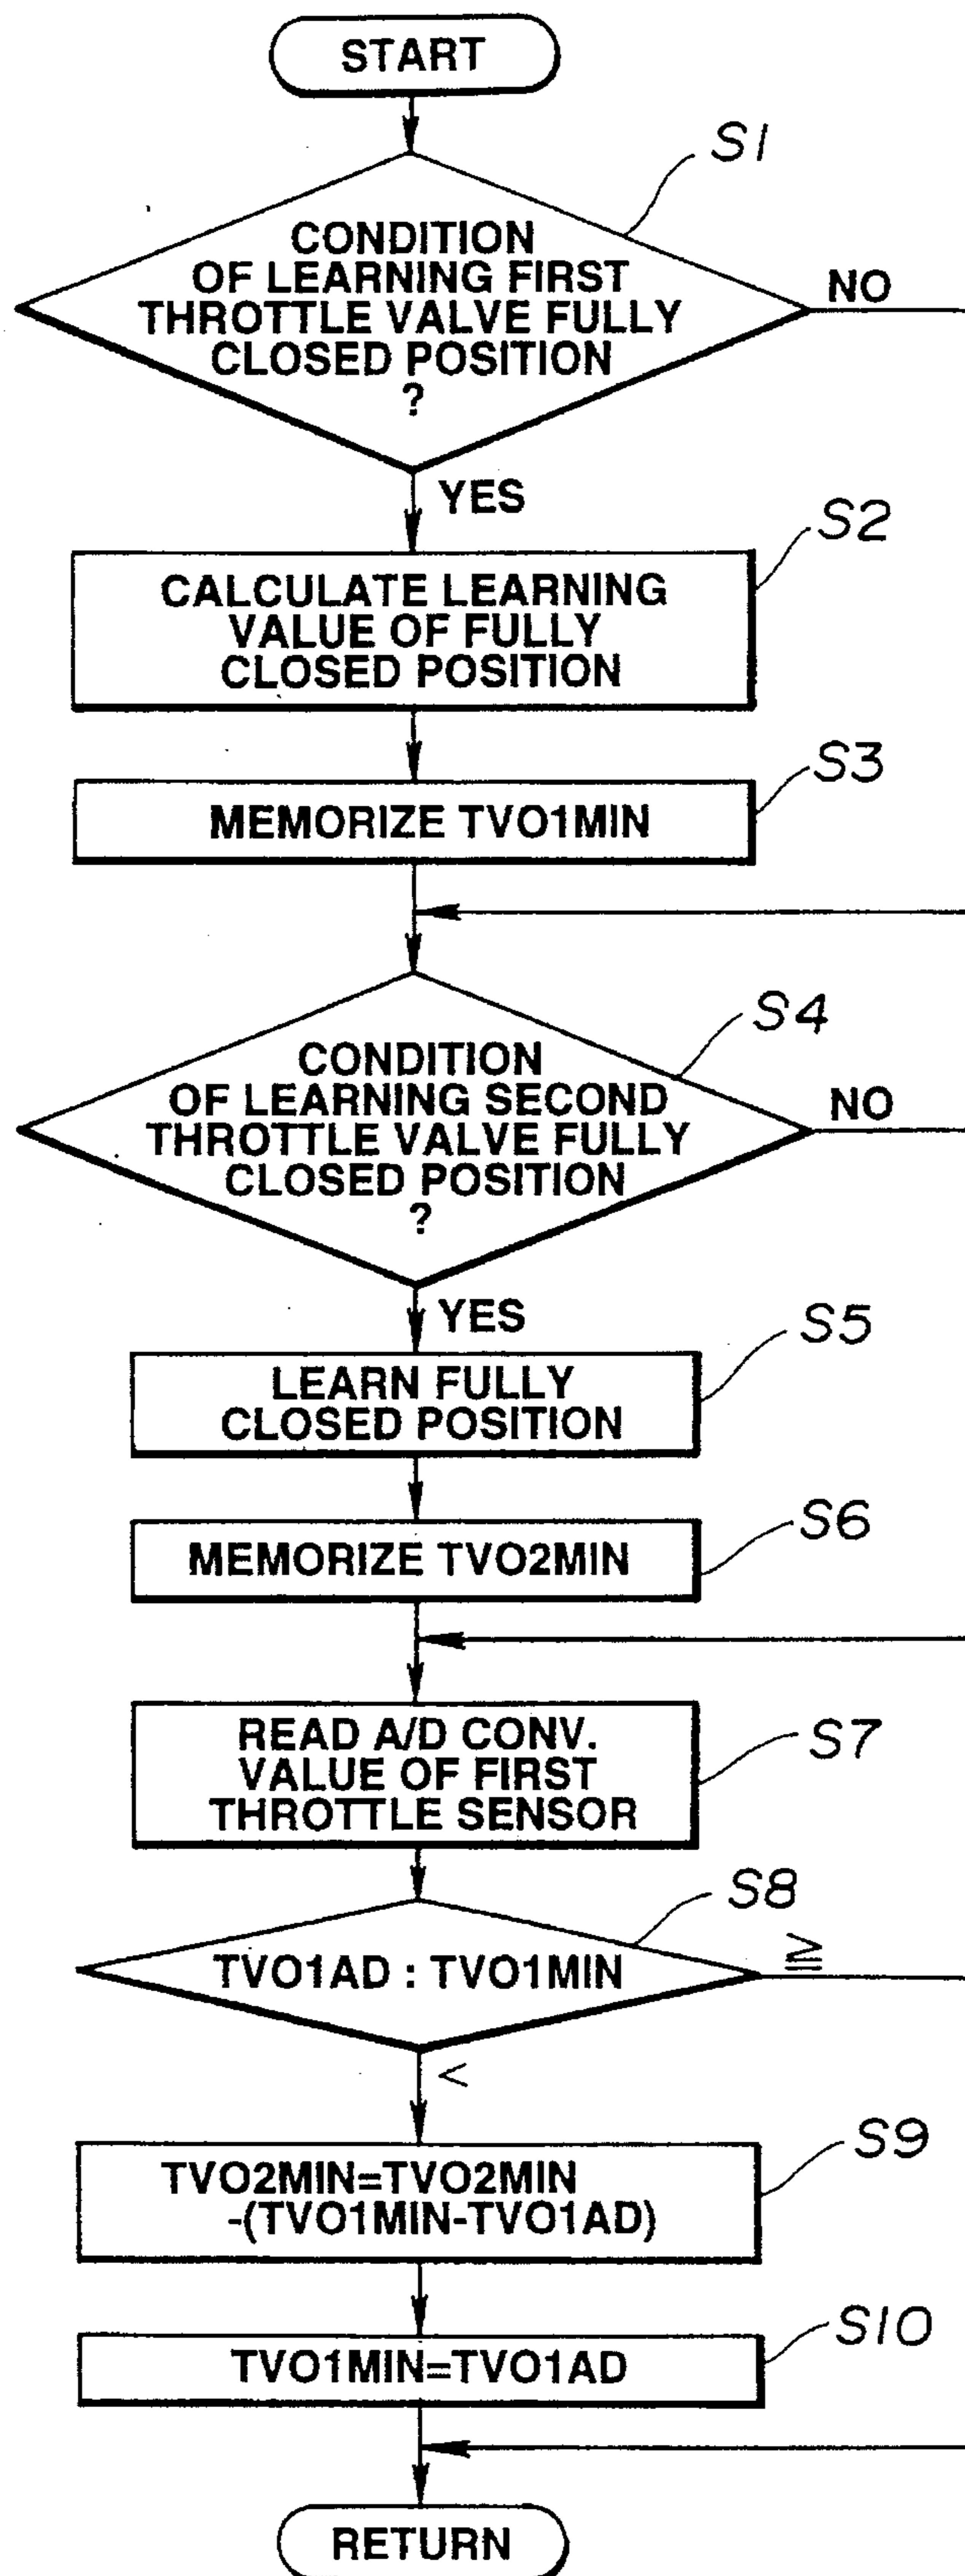 START
S1
CONDITION
OF LEARNING FIRST
THROTTLE VALVE FULLY
CLOSED POSITION
?
NO
YES
S2
CALCULATE LEARNING
VALUE OF FULLY
CLOSED POSITION
S3
MEMORIZE TVO1MIN
S4
CONDITION
OF LEARNING SECOND
THROTTLE VALVE FULLY
CLOSED POSITION
?
NO
YES
S5
LEARN FULLY
CLOSED POSITION
S6
MEMORIZE TVO2MIN
S7
READ A/D CONV.
VALUE OF FIRST
THROTTLE SENSOR
S8
TVO1AD : TVO1MIN
≧
<
S9
TVO2MIN=TVO2MIN
-(TVO1MIN-TVO1AD)
S10
TVO1MIN=TVO1AD
RETURN